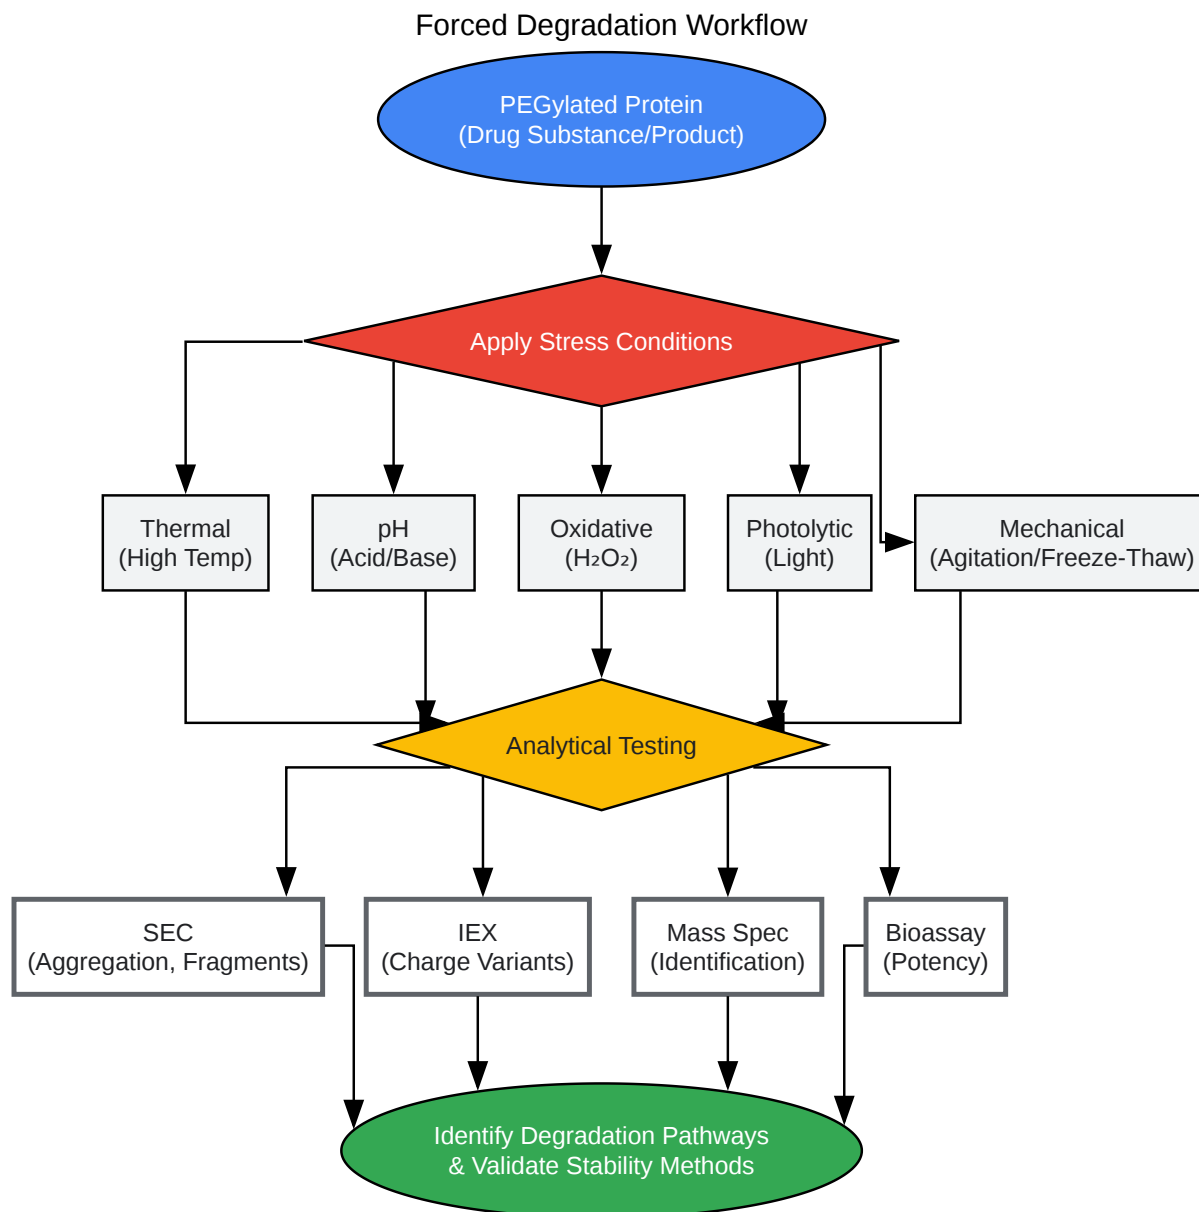 Forced Degradation Workflow
PEGylated Protein
(Drug Substance/Product)
Apply Stress Conditions
Thermal
(High Temp)
pH
(Acid/Base)
Oxidative
(H₂O₂)
Photolytic
(Light)
Mechanical
(Agitation/Freeze-Thaw)
Analytical Testing
SEC
(Aggregation, Fragments)
IEX
(Charge Variants)
Mass Spec
(Identification)
Bioassay
(Potency)
Identify Degradation Pathways
& Validate Stability Methods